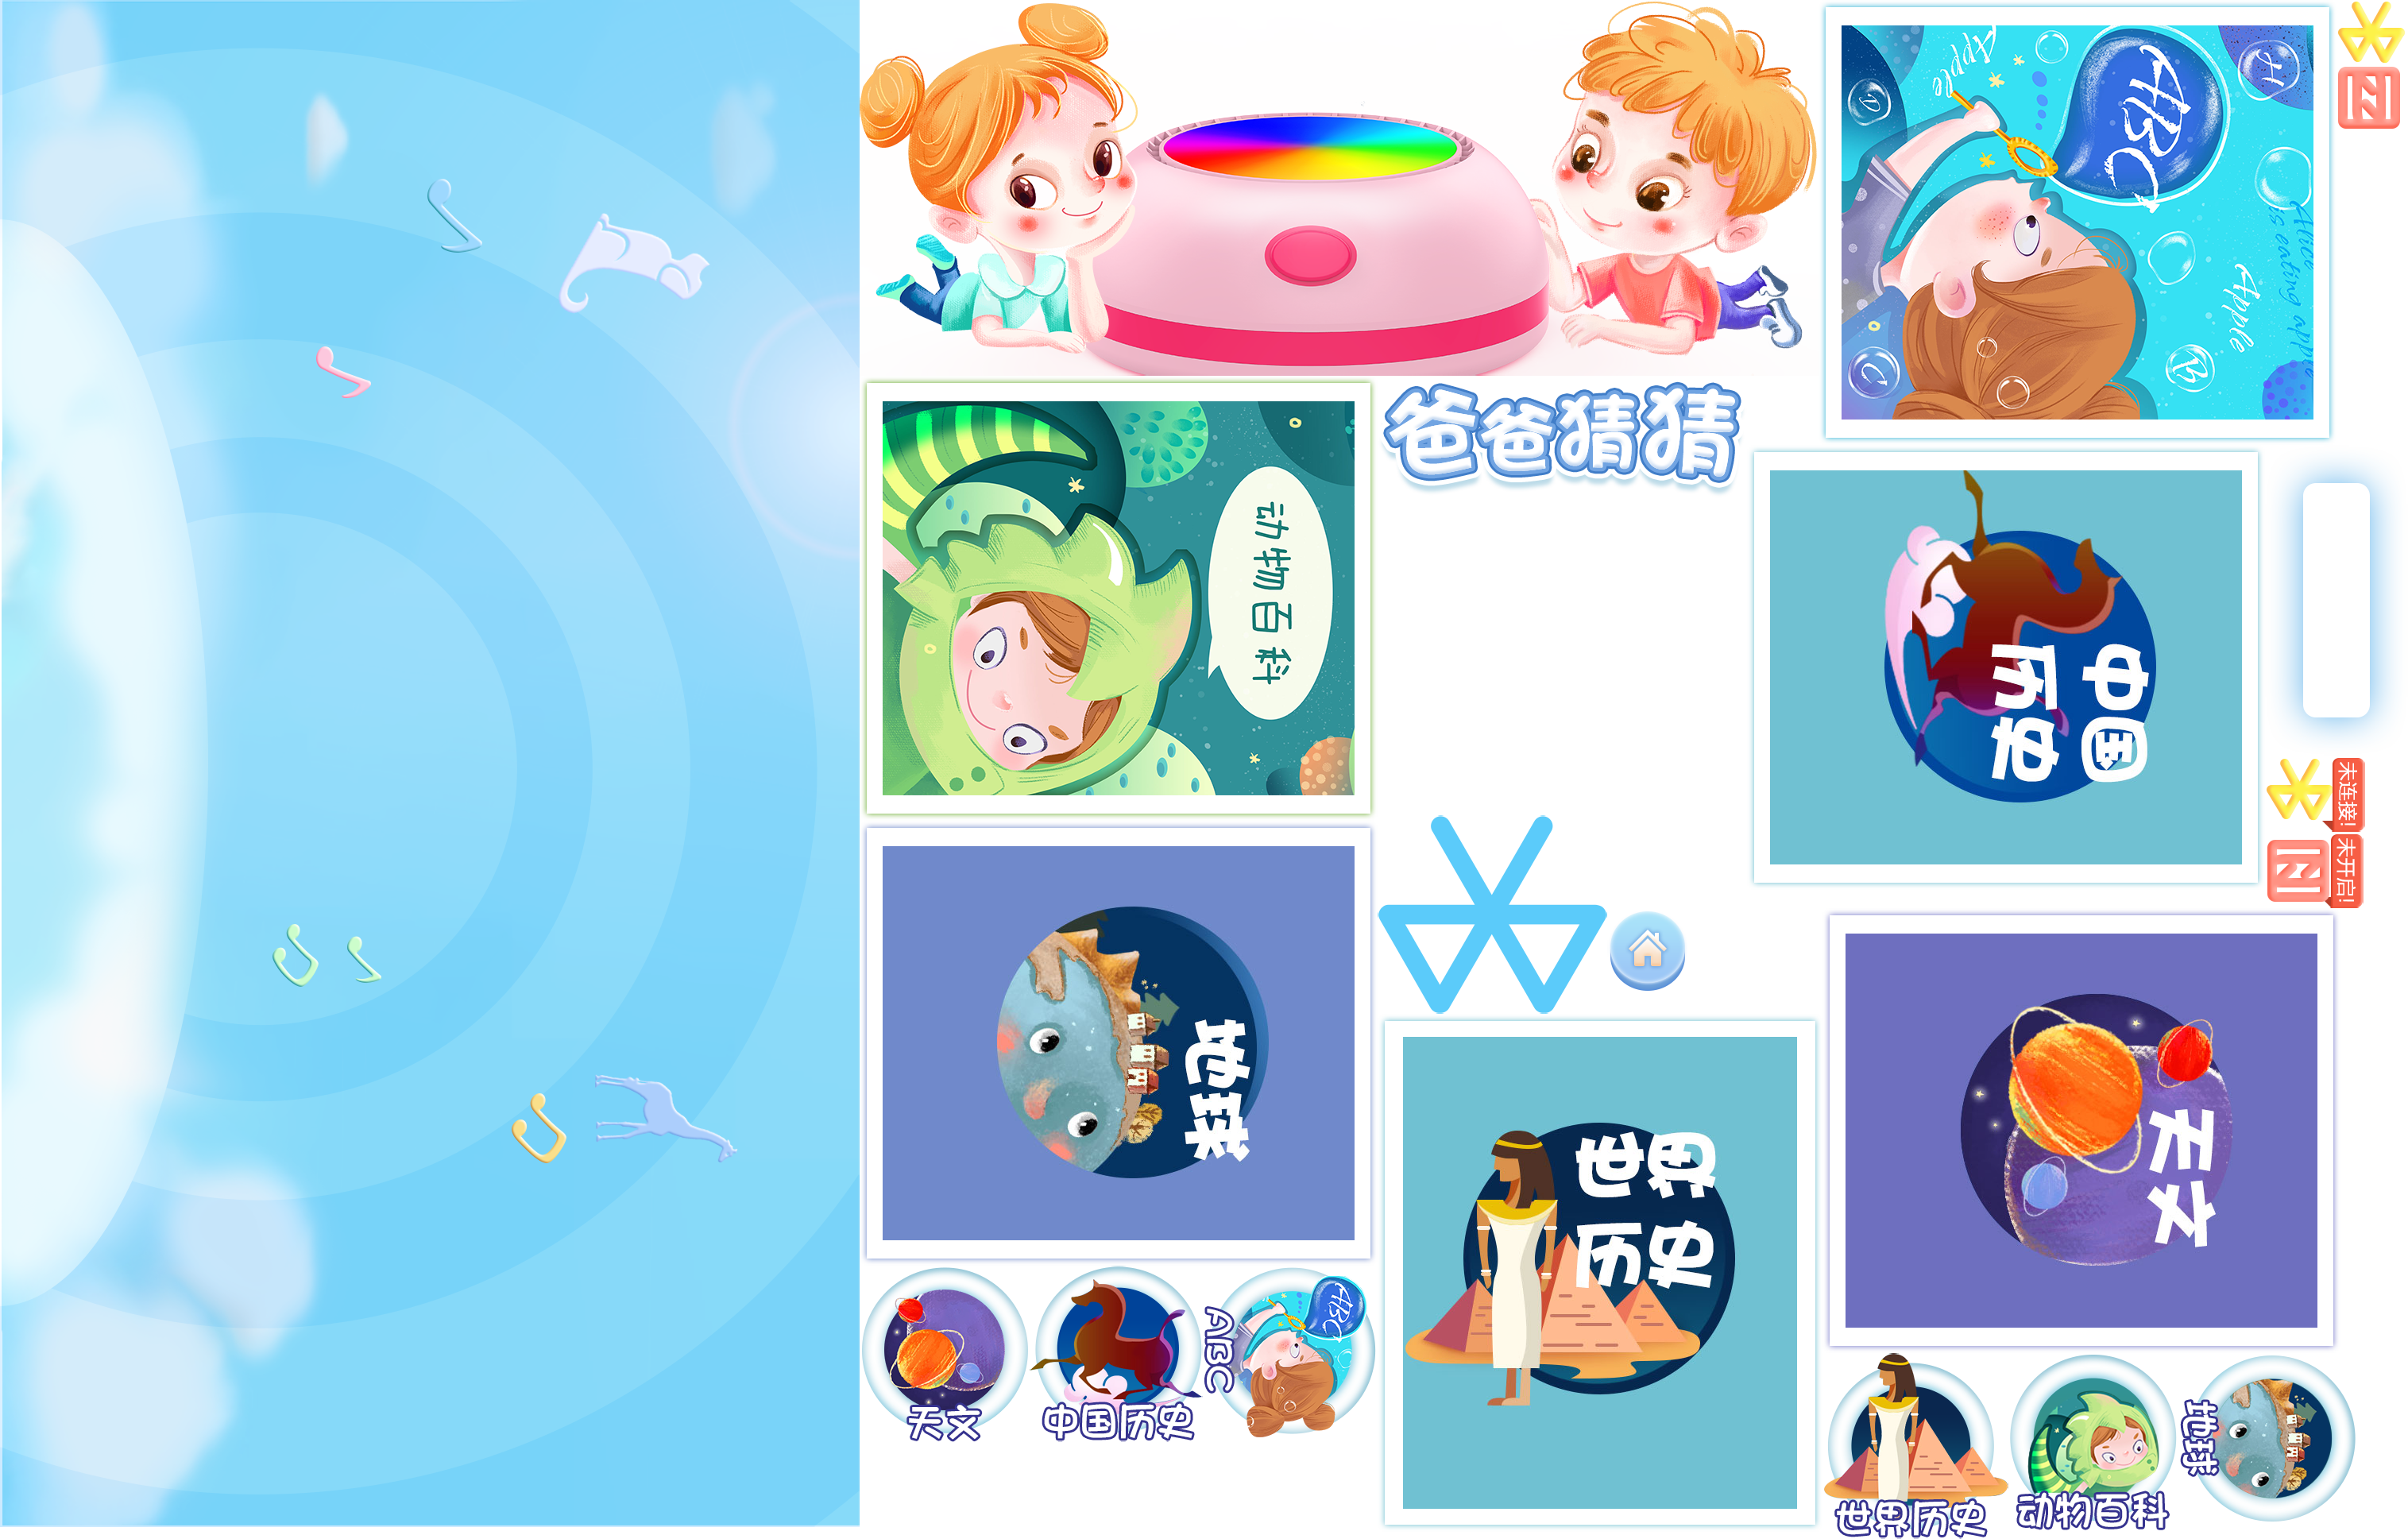 爸爸猜猜
动物百科
ABC
Apple
Apple
Alice
is eating apple
H
D
C
B
中国
历史
未连接!
未开启!
地球
世界
历史
天文
天文
中国历史
ABC
ABC
世界历史
动物百科
地球